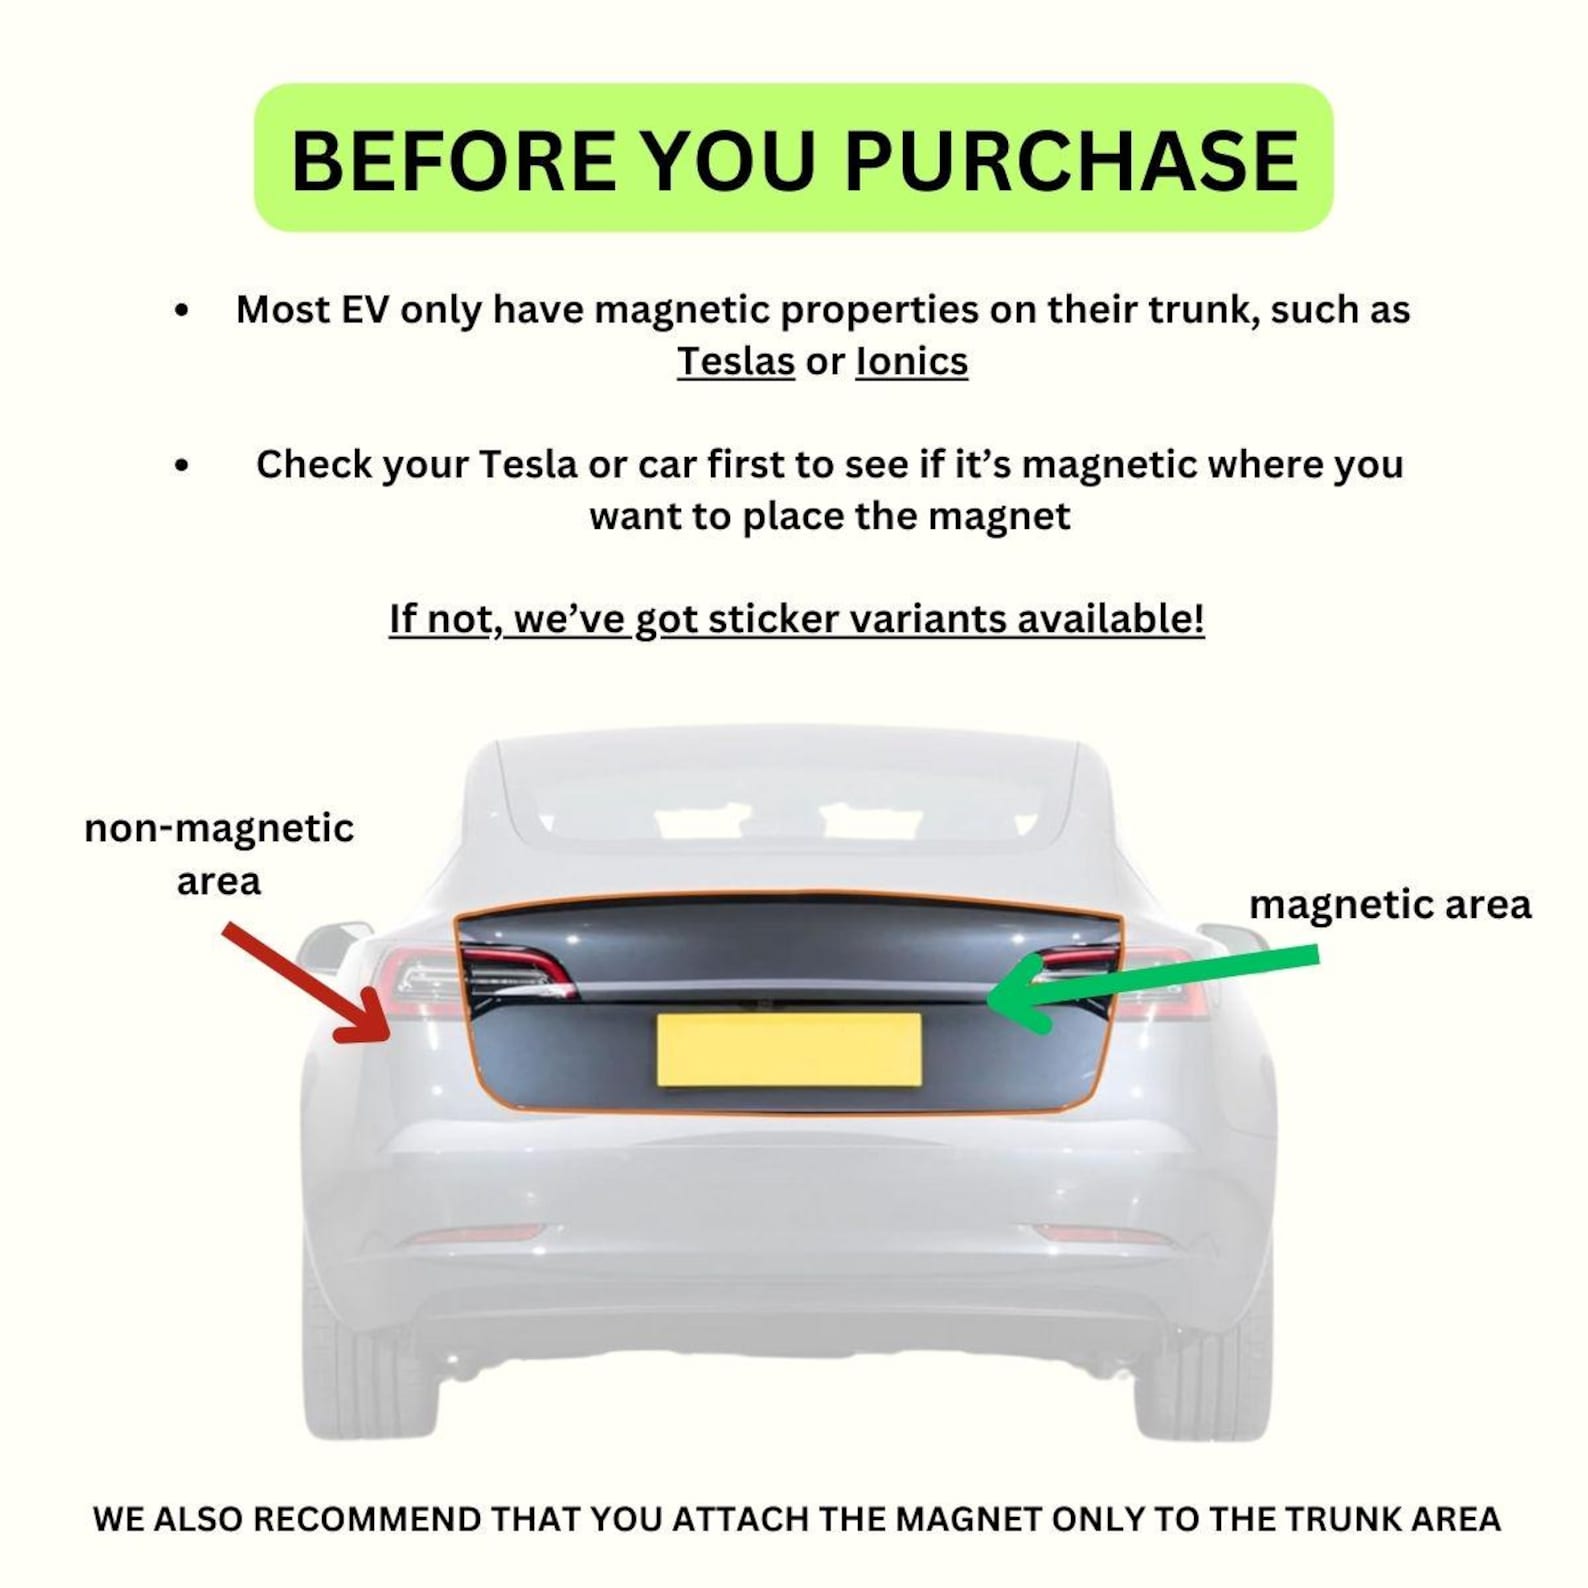 BEFORE YOU PURCHASE
• Most EV only have magnetic properties on their trunk, such as
Teslas or Ionics
• Check your Tesla or car first to see if it’s magnetic where you
want to place the magnet
If not, we’ve got sticker variants available!
non-magnetic
area
magnetic area
WE ALSO RECOMMEND THAT YOU ATTACH THE MAGNET ONLY TO THE TRUNK AREA